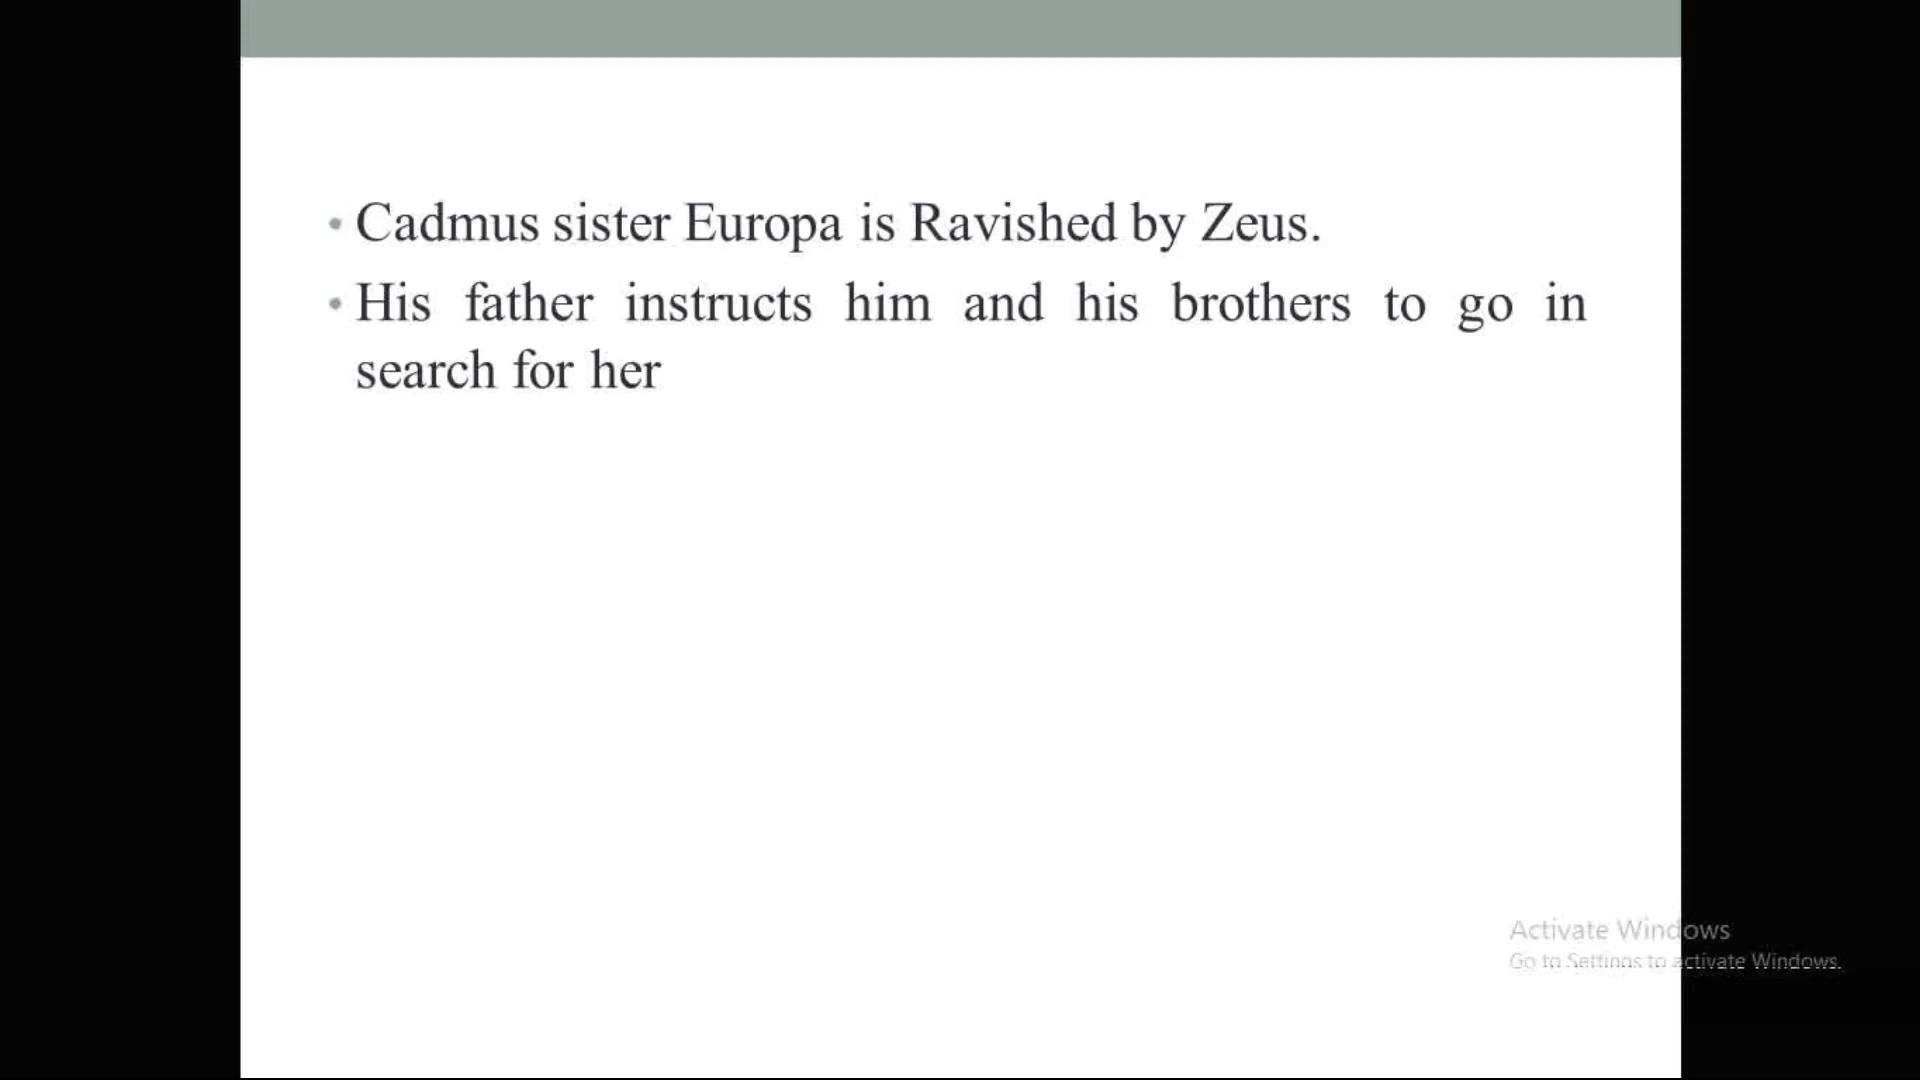 • Cadmus sister Europa is Ravished by Zeus.
• His father instructs him and his brothers to go in
search for her
Activate Windows
Go to Settings to activate Windows.